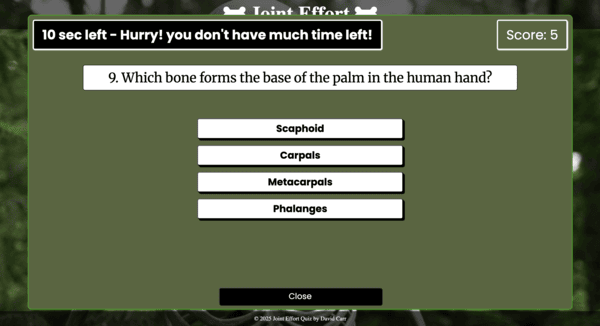 Joint Effort
10 sec left - Hurry! you don't have much time left!
Score: 5
9. Which bone forms the base of the palm in the human hand?
Scaphoid
Carpals
Metacarpals
Phalanges
Close
© 2025 Joint Effort Quiz by David Carr